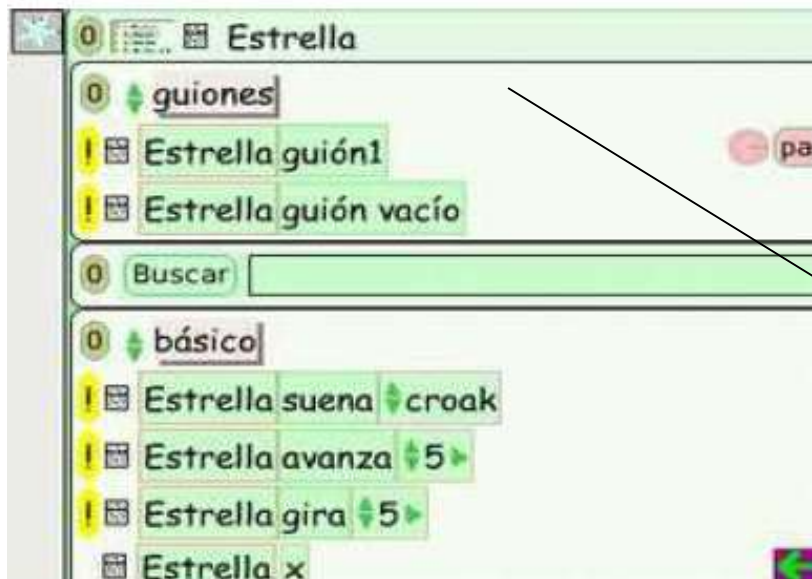 0 Estrella
0 guiones
! Estrella guión1
pa
! Estrella guión vacío
0 Buscar
0 básico
! Estrella suena croak
! Estrella avanza 5
! Estrella gira 5
Estrella x